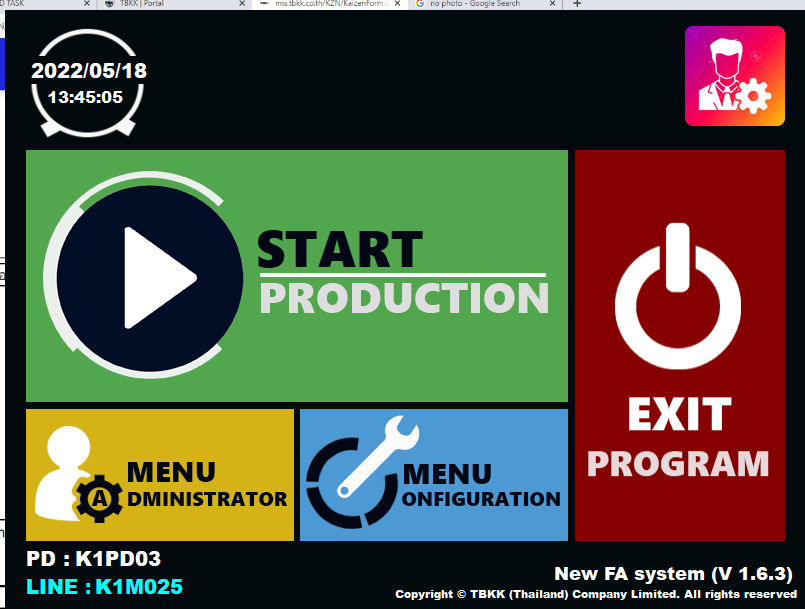 D TASK
TBKK | Portal
mis.tbkk.co.th/KZN/KaizenForm.
no photo - Google Search
2022/05/18
13:45:05
START
PRODUCTION
EXIT
PROGRAM
MENU
A
DMINISTRATOR
MENU
ONFIGURATION
PD : K1PD03
LINE : K1M025
New FA system (V 1.6.3)
Copyright © TBKK (Thailand) Company Limited. All rights reserved